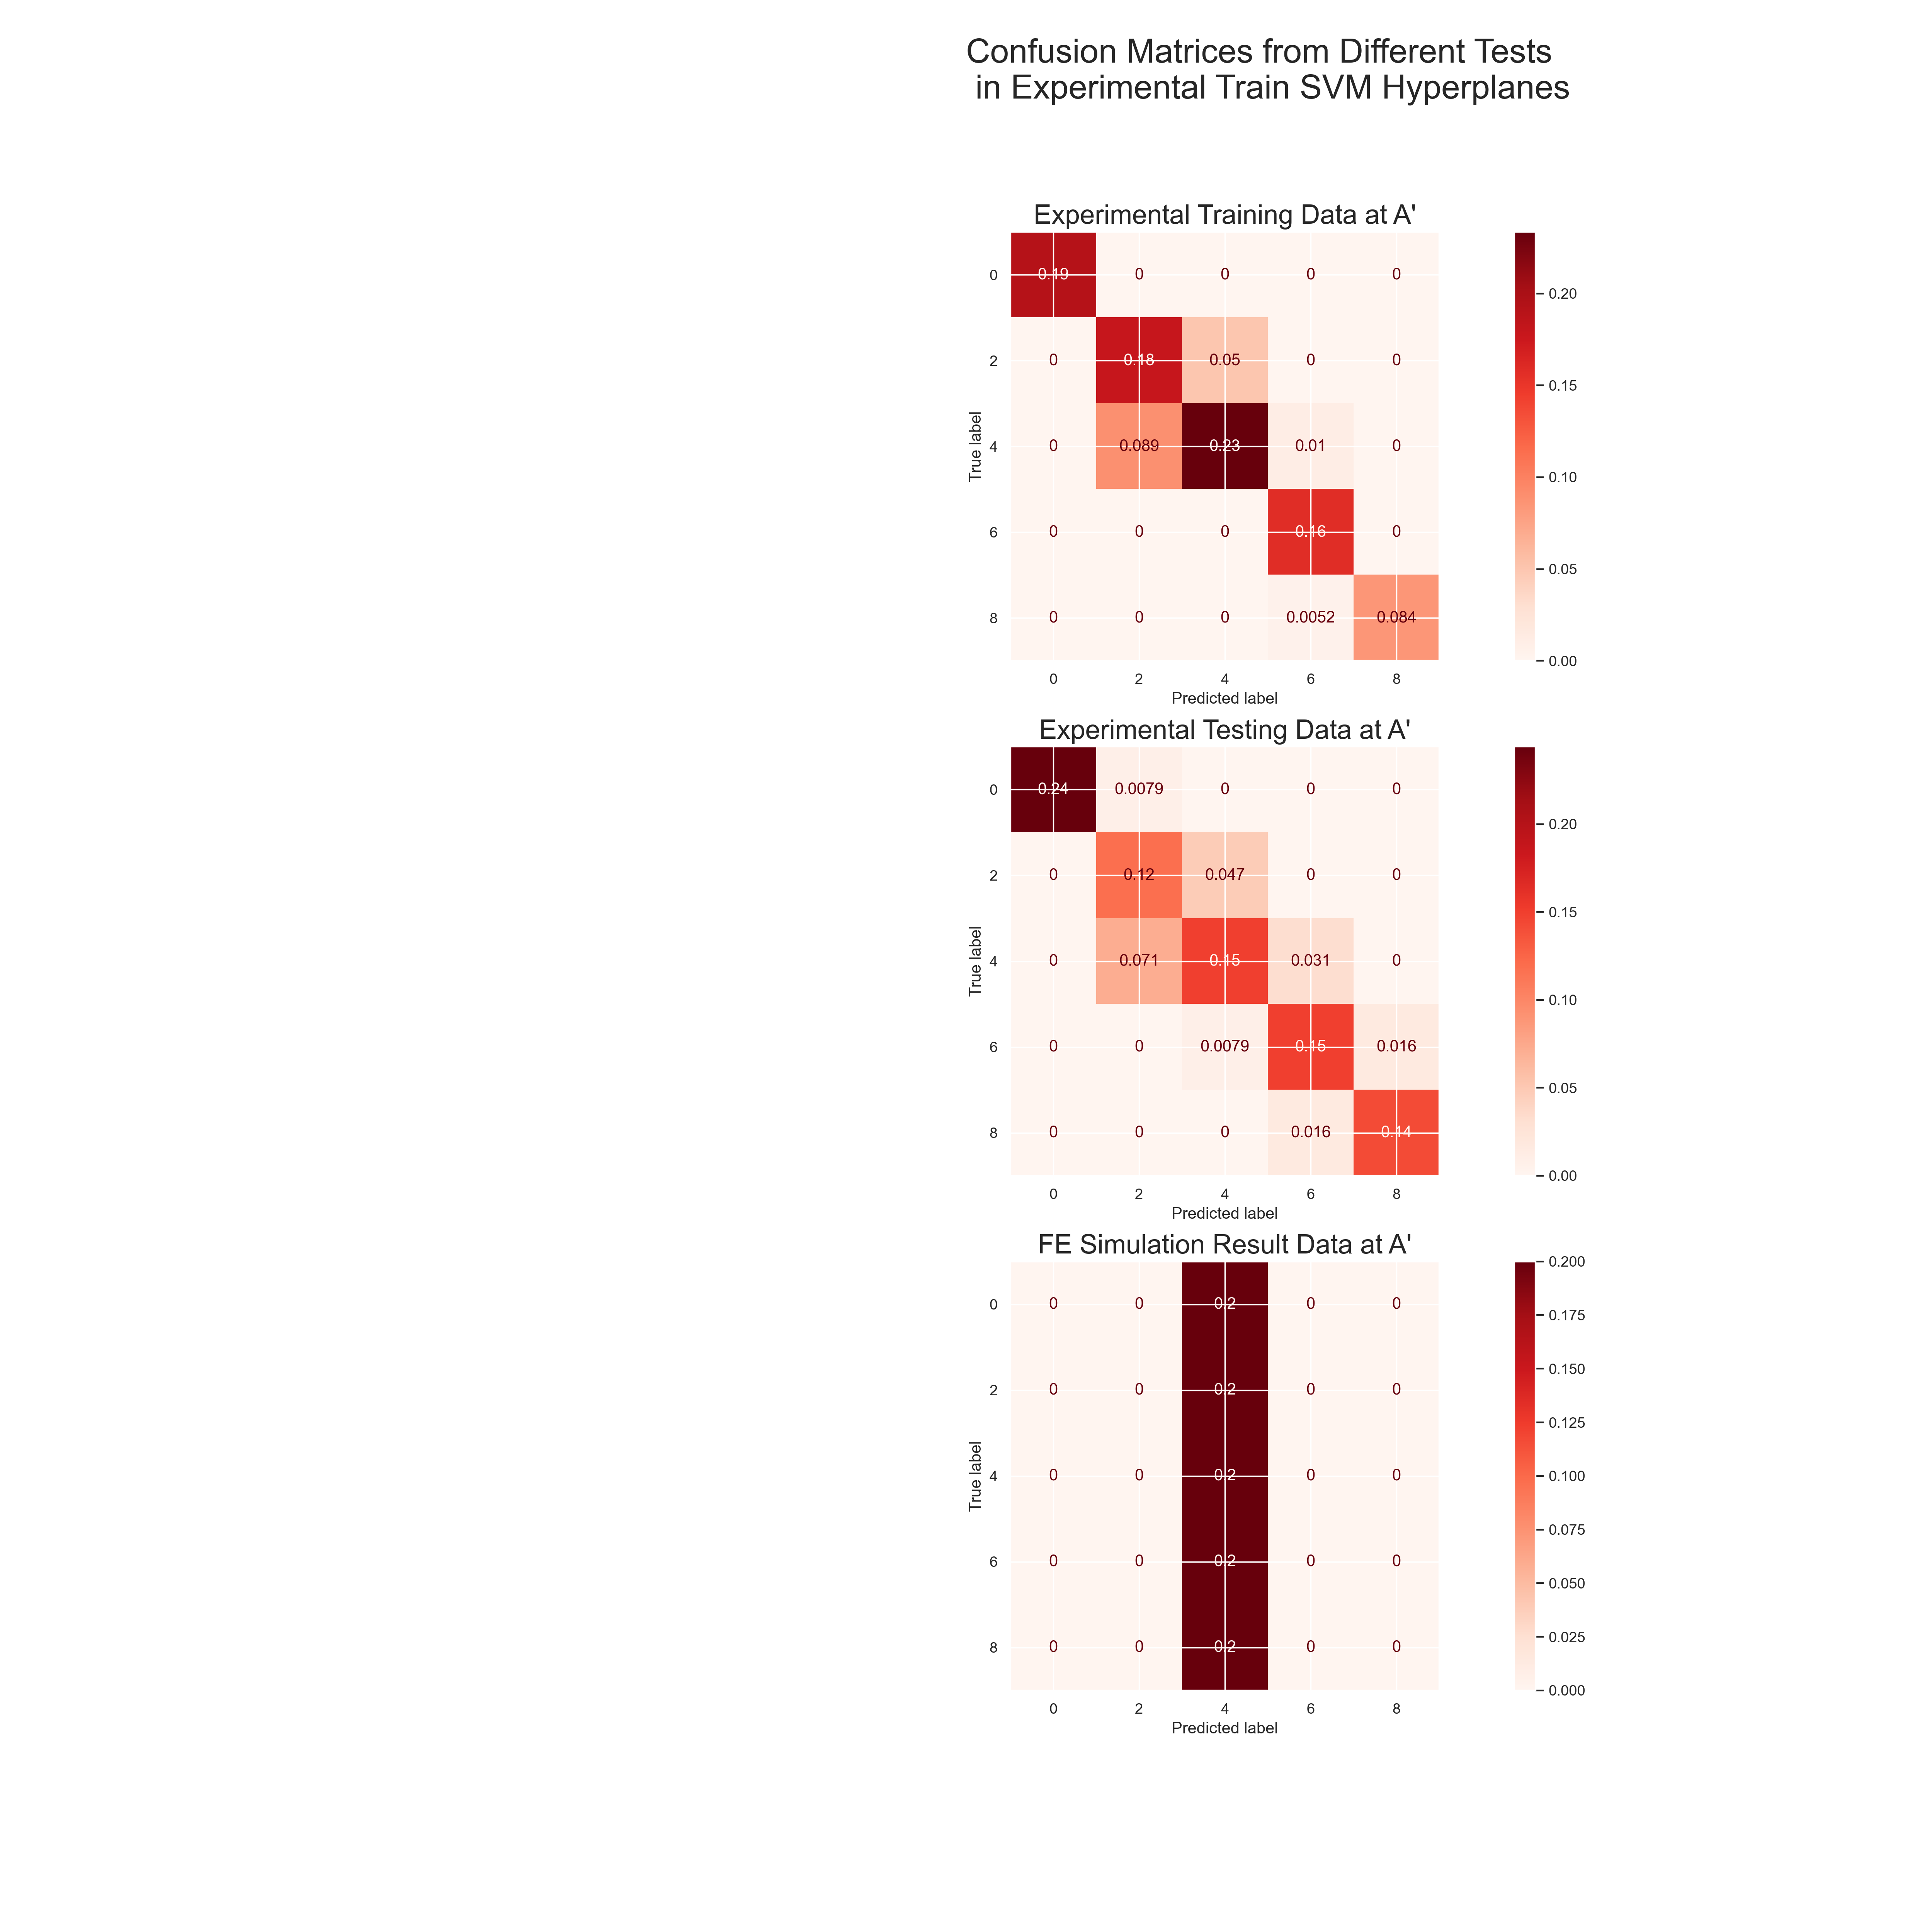 Confusion Matrices from Different Tests
in Experimental Train SVM Hyperplanes
Experimental Training Data at A'
0 0.19 0 0 0 0
2 0 0.18 0.05 0 0
4 0 0.089 0.23 0.01 0
6 0 0 0 0.16 0
8 0 0 0 0.0052 0.084
True label
0 2 4 6 8
Predicted label
0.20
0.15
0.10
0.05
0.00
Experimental Testing Data at A'
0 0.24 0.0079 0 0 0
2 0 0.12 0.047 0 0
4 0 0.071 0.15 0.031 0
6 0 0 0.0079 0.15 0.016
8 0 0 0 0.016 0.14
True label
0 2 4 6 8
Predicted label
0.20
0.15
0.10
0.05
0.00
FE Simulation Result Data at A'
0 0 0 0.2 0 0
2 0 0 0.2 0 0
4 0 0 0.2 0 0
6 0 0 0.2 0 0
8 0 0 0.2 0 0
True label
0 2 4 6 8
Predicted label
0.200
0.175
0.150
0.125
0.100
0.075
0.050
0.025
0.000